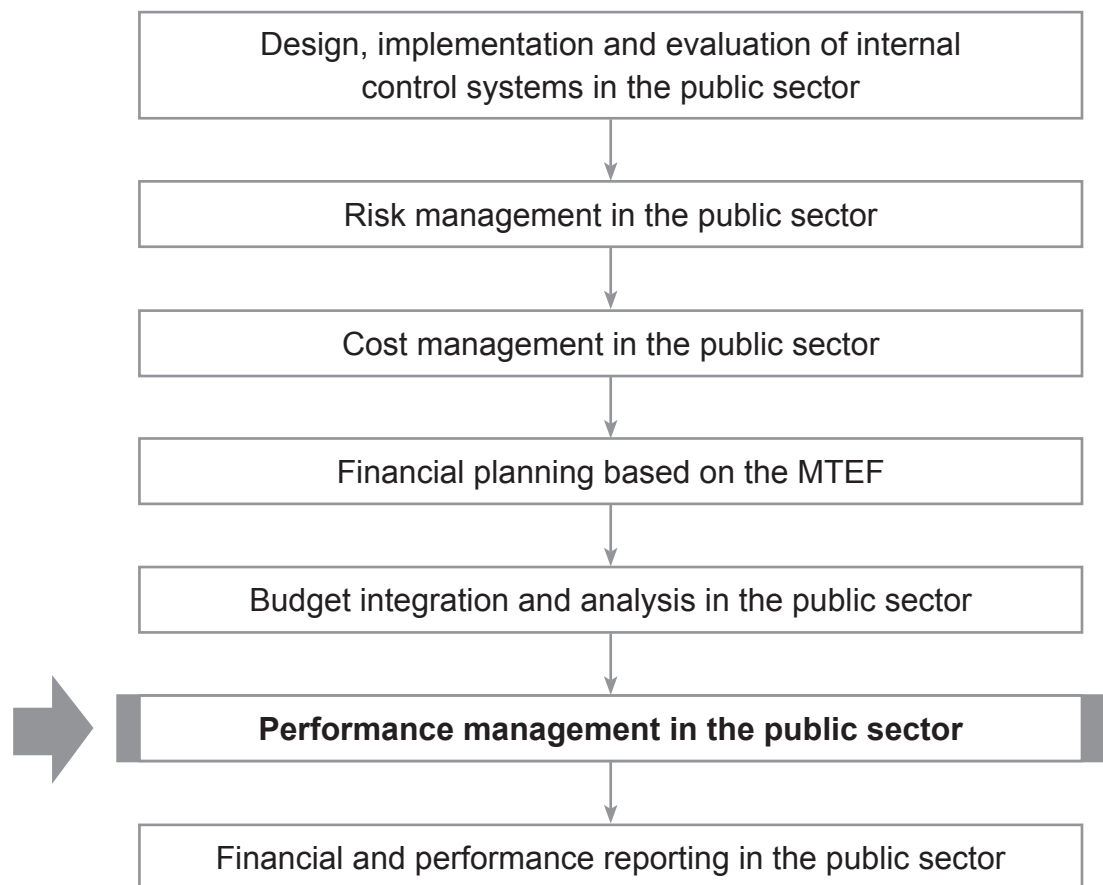 Design, implementation and evaluation of internal
control systems in the public sector
Risk management in the public sector
Cost management in the public sector
Financial planning based on the MTEF
Budget integration and analysis in the public sector
Performance management in the public sector
Financial and performance reporting in the public sector